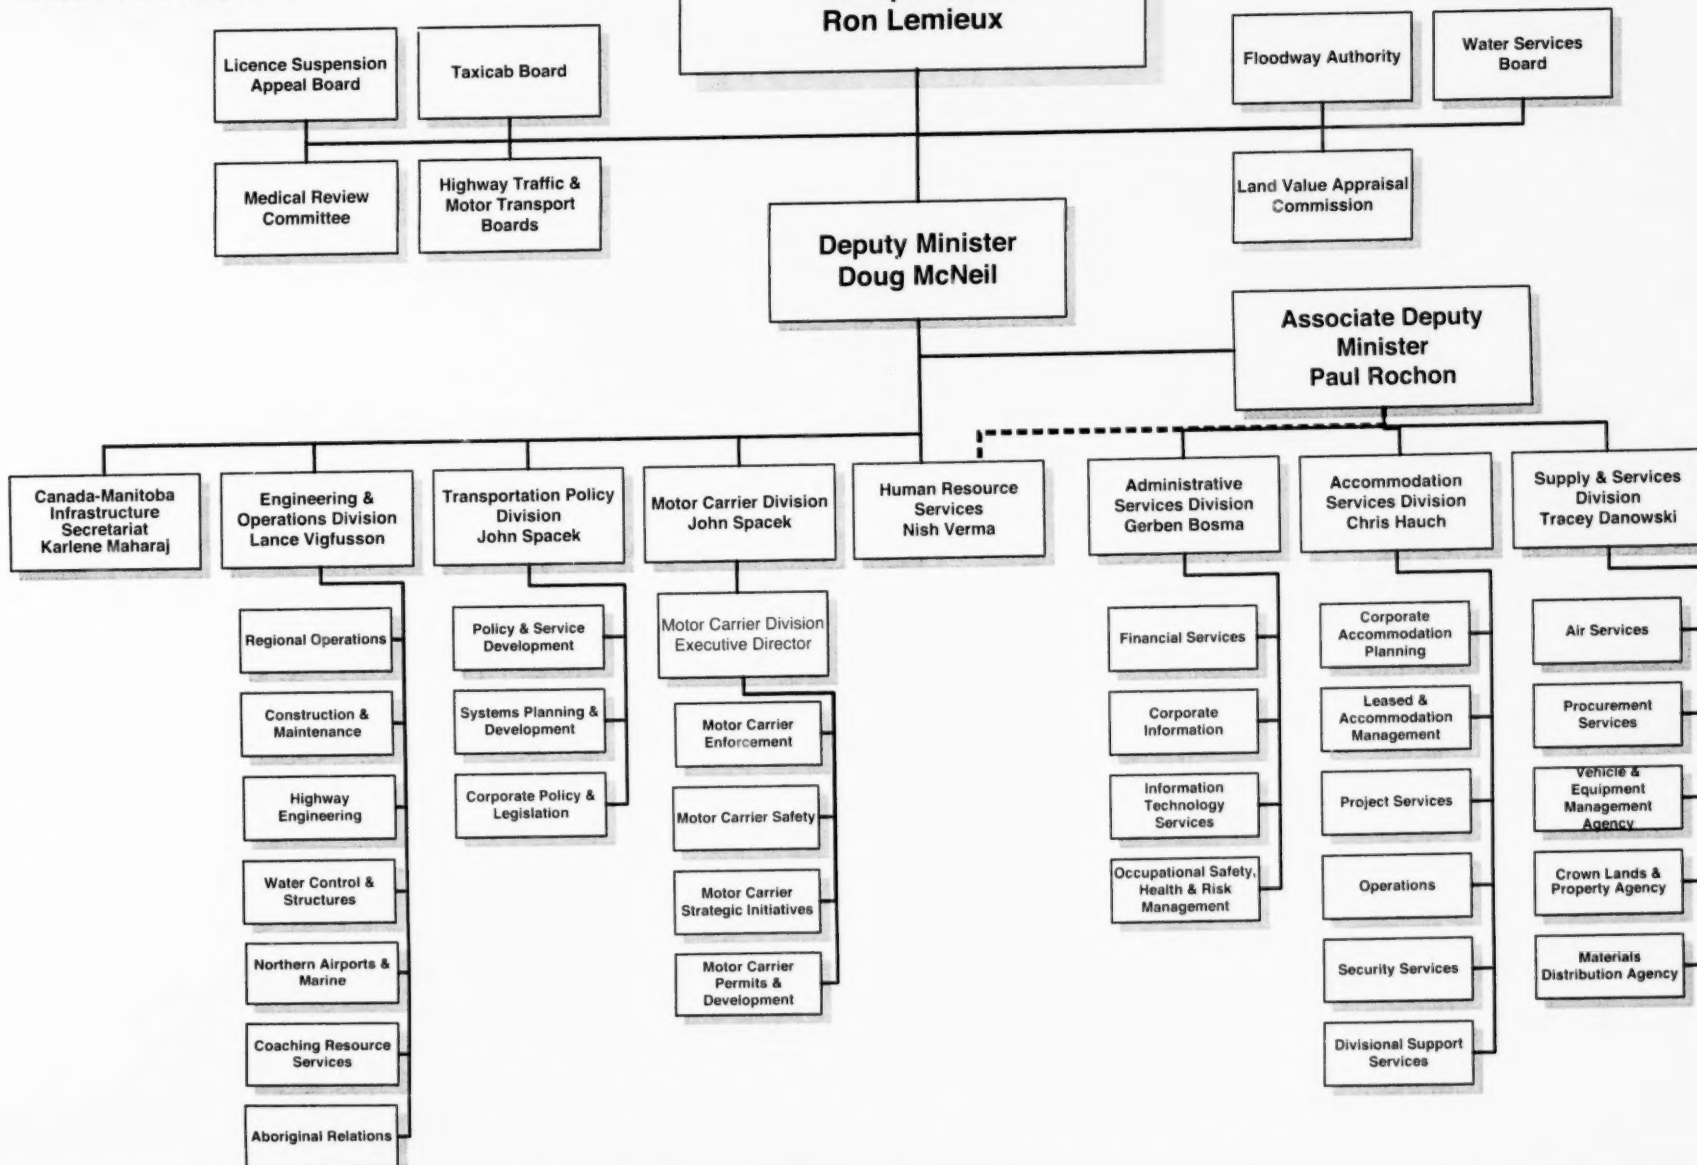 Ron Lemieux
Licence Suspension
Appeal Board
Taxicab Board
Floodway Authority
Water Services
Board
Medical Review
Committee
Highway Traffic &
Motor Transport
Boards
Land Value Appraisal
Commission
Deputy Minister
Doug McNeil
Associate Deputy
Minister
Paul Rochon
Canada-Manitoba
Infrastructure
Secretariat
Karlene Maharaj
Engineering &
Operations Division
Lance Vigfusson
Transportation Policy
Division
John Spacek
Motor Carrier Division
John Spacek
Human Resource
Services
Nish Verma
Administrative
Services Division
Gerben Bosma
Accommodation
Services Division
Chris Hauch
Supply & Services
Division
Tracey Danowski
Regional Operations
Construction &
Maintenance
Highway
Engineering
Water Control &
Structures
Northern Airports &
Marine
Coaching Resource
Services
Aboriginal Relations
Policy & Service
Development
Systems Planning &
Development
Corporate Policy &
Legislation
Motor Carrier Division
Executive Director
Motor Carrier
Enforcement
Motor Carrier Safety
Motor Carrier
Strategic Initiatives
Motor Carrier
Permits &
Development
Financial Services
Corporate
Information
Information
Technology
Services
Occupational Safety,
Health & Risk
Management
Corporate
Accommodation
Planning
Leased &
Accommodation
Management
Project Services
Operations
Security Services
Divisional Support
Services
Air Services
Procurement
Services
Vehicle &
Equipment
Management
Agency
Crown Lands &
Property Agency
Materials
Distribution Agency